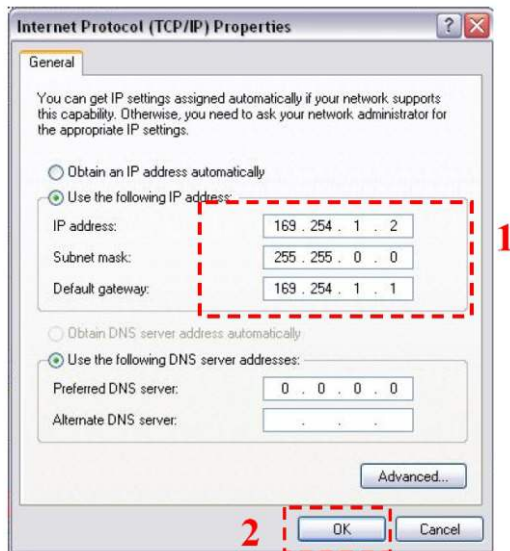 Internet Protocol (TCP/IP) Properties
General
You can get IP settings assigned automatically if your network supports
this capability. Otherwise, you need to ask your network administrator for
the appropriate IP settings.
Obtain an IP address automatically
Use the following IP address:
IP address: 169 . 254 . 1 . 2
Subnet mask: 255 . 255 . 0 . 0
Default gateway: 169 . 254 . 1 . 1
1
Obtain DNS server address automatically
Use the following DNS server addresses:
Preferred DNS server: 0 . 0 . 0 . 0
Alternate DNS server: . . .
Advanced...
2 OK Cancel